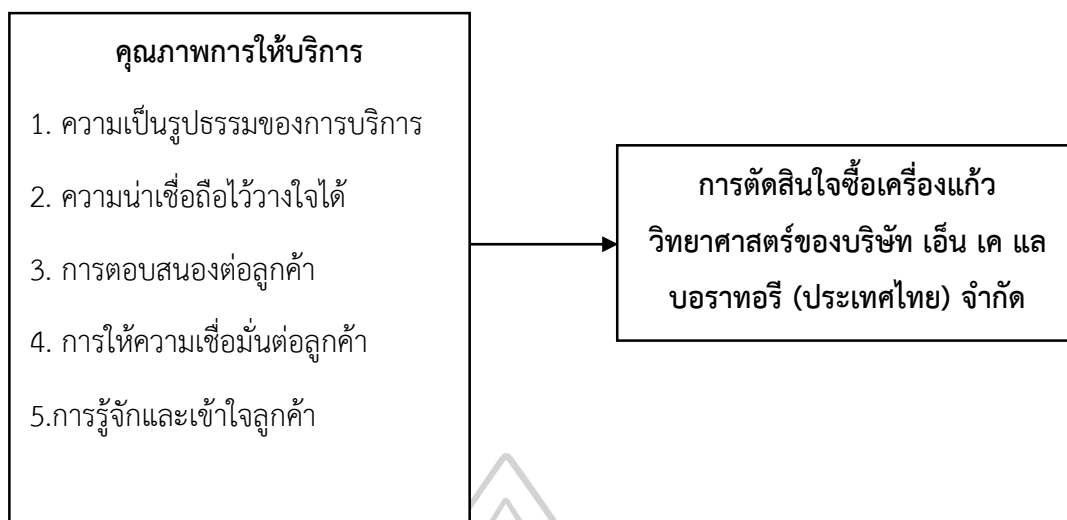 คุณภาพการให้บริการ
1. ความเป็นรูปธรรมของการบริการ
2. ความน่าเชื่อถือไว้วางใจได้
3. การตอบสนองต่อลูกค้า
4. การให้ความเชื่อมั่นต่อลูกค้า
5.การรู้จักและเข้าใจลูกค้า
การตัดสินใจซื้อเครื่องแก้ว
วิทยาศาสตร์ของบริษัท เอ็น เค แล
บอราทอรี (ประเทศไทย) จำกัด